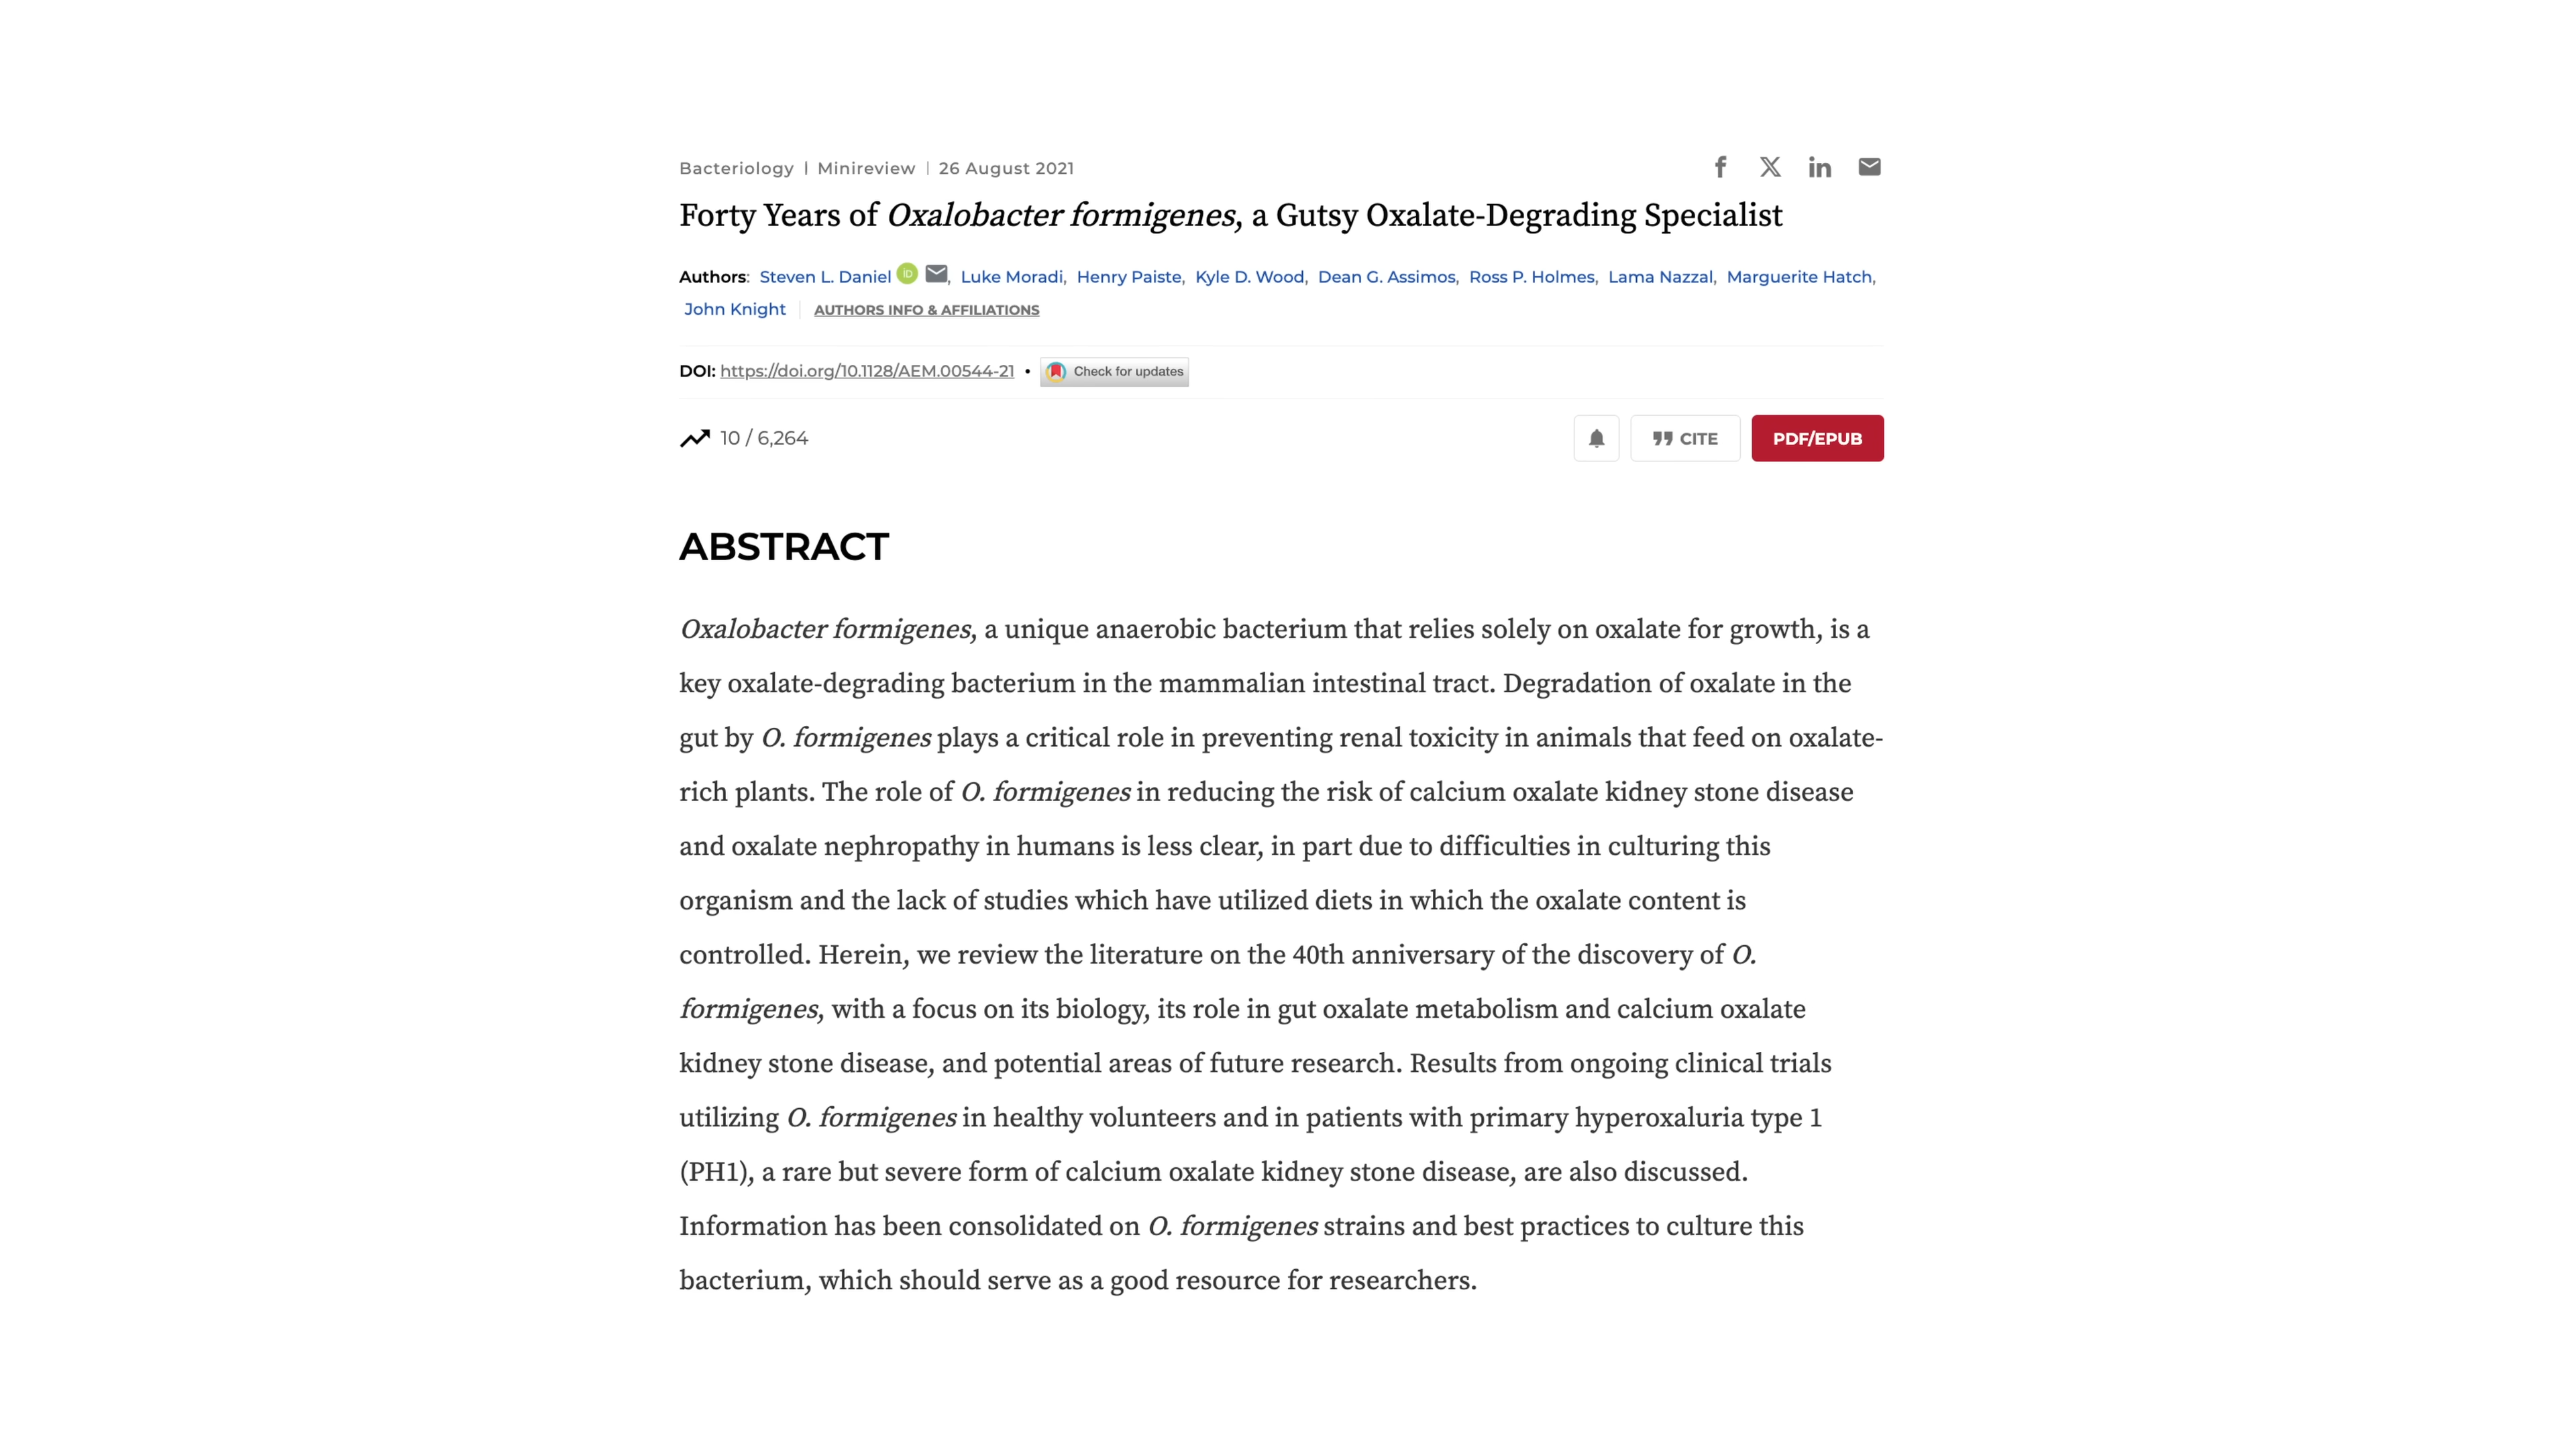 Bacteriology | Minireview | 26 August 2021
Forty Years of Oxalobacter formigenes, a Gutsy Oxalate-Degrading Specialist
Authors: Steven L. Daniel iD, Luke Moradi, Henry Paiste, Kyle D. Wood, Dean G. Assimos, Ross P. Holmes, Lama Nazzal, Marguerite Hatch,
John Knight | AUTHORS INFO & AFFILIATIONS
DOI: https://doi.org/10.1128/AEM.00544-21 • Check for updates
10 / 6,264
CITE
PDF/EPUB
ABSTRACT
Oxalobacter formigenes, a unique anaerobic bacterium that relies solely on oxalate for growth, is a
key oxalate-degrading bacterium in the mammalian intestinal tract. Degradation of oxalate in the
gut by O. formigenes plays a critical role in preventing renal toxicity in animals that feed on oxalate-
rich plants. The role of O. formigenes in reducing the risk of calcium oxalate kidney stone disease
and oxalate nephropathy in humans is less clear, in part due to difficulties in culturing this
organism and the lack of studies which have utilized diets in which the oxalate content is
controlled. Herein, we review the literature on the 40th anniversary of the discovery of O.
formigenes, with a focus on its biology, its role in gut oxalate metabolism and calcium oxalate
kidney stone disease, and potential areas of future research. Results from ongoing clinical trials
utilizing O. formigenes in healthy volunteers and in patients with primary hyperoxaluria type 1
(PH1), a rare but severe form of calcium oxalate kidney stone disease, are also discussed.
Information has been consolidated on O. formigenes strains and best practices to culture this
bacterium, which should serve as a good resource for researchers.